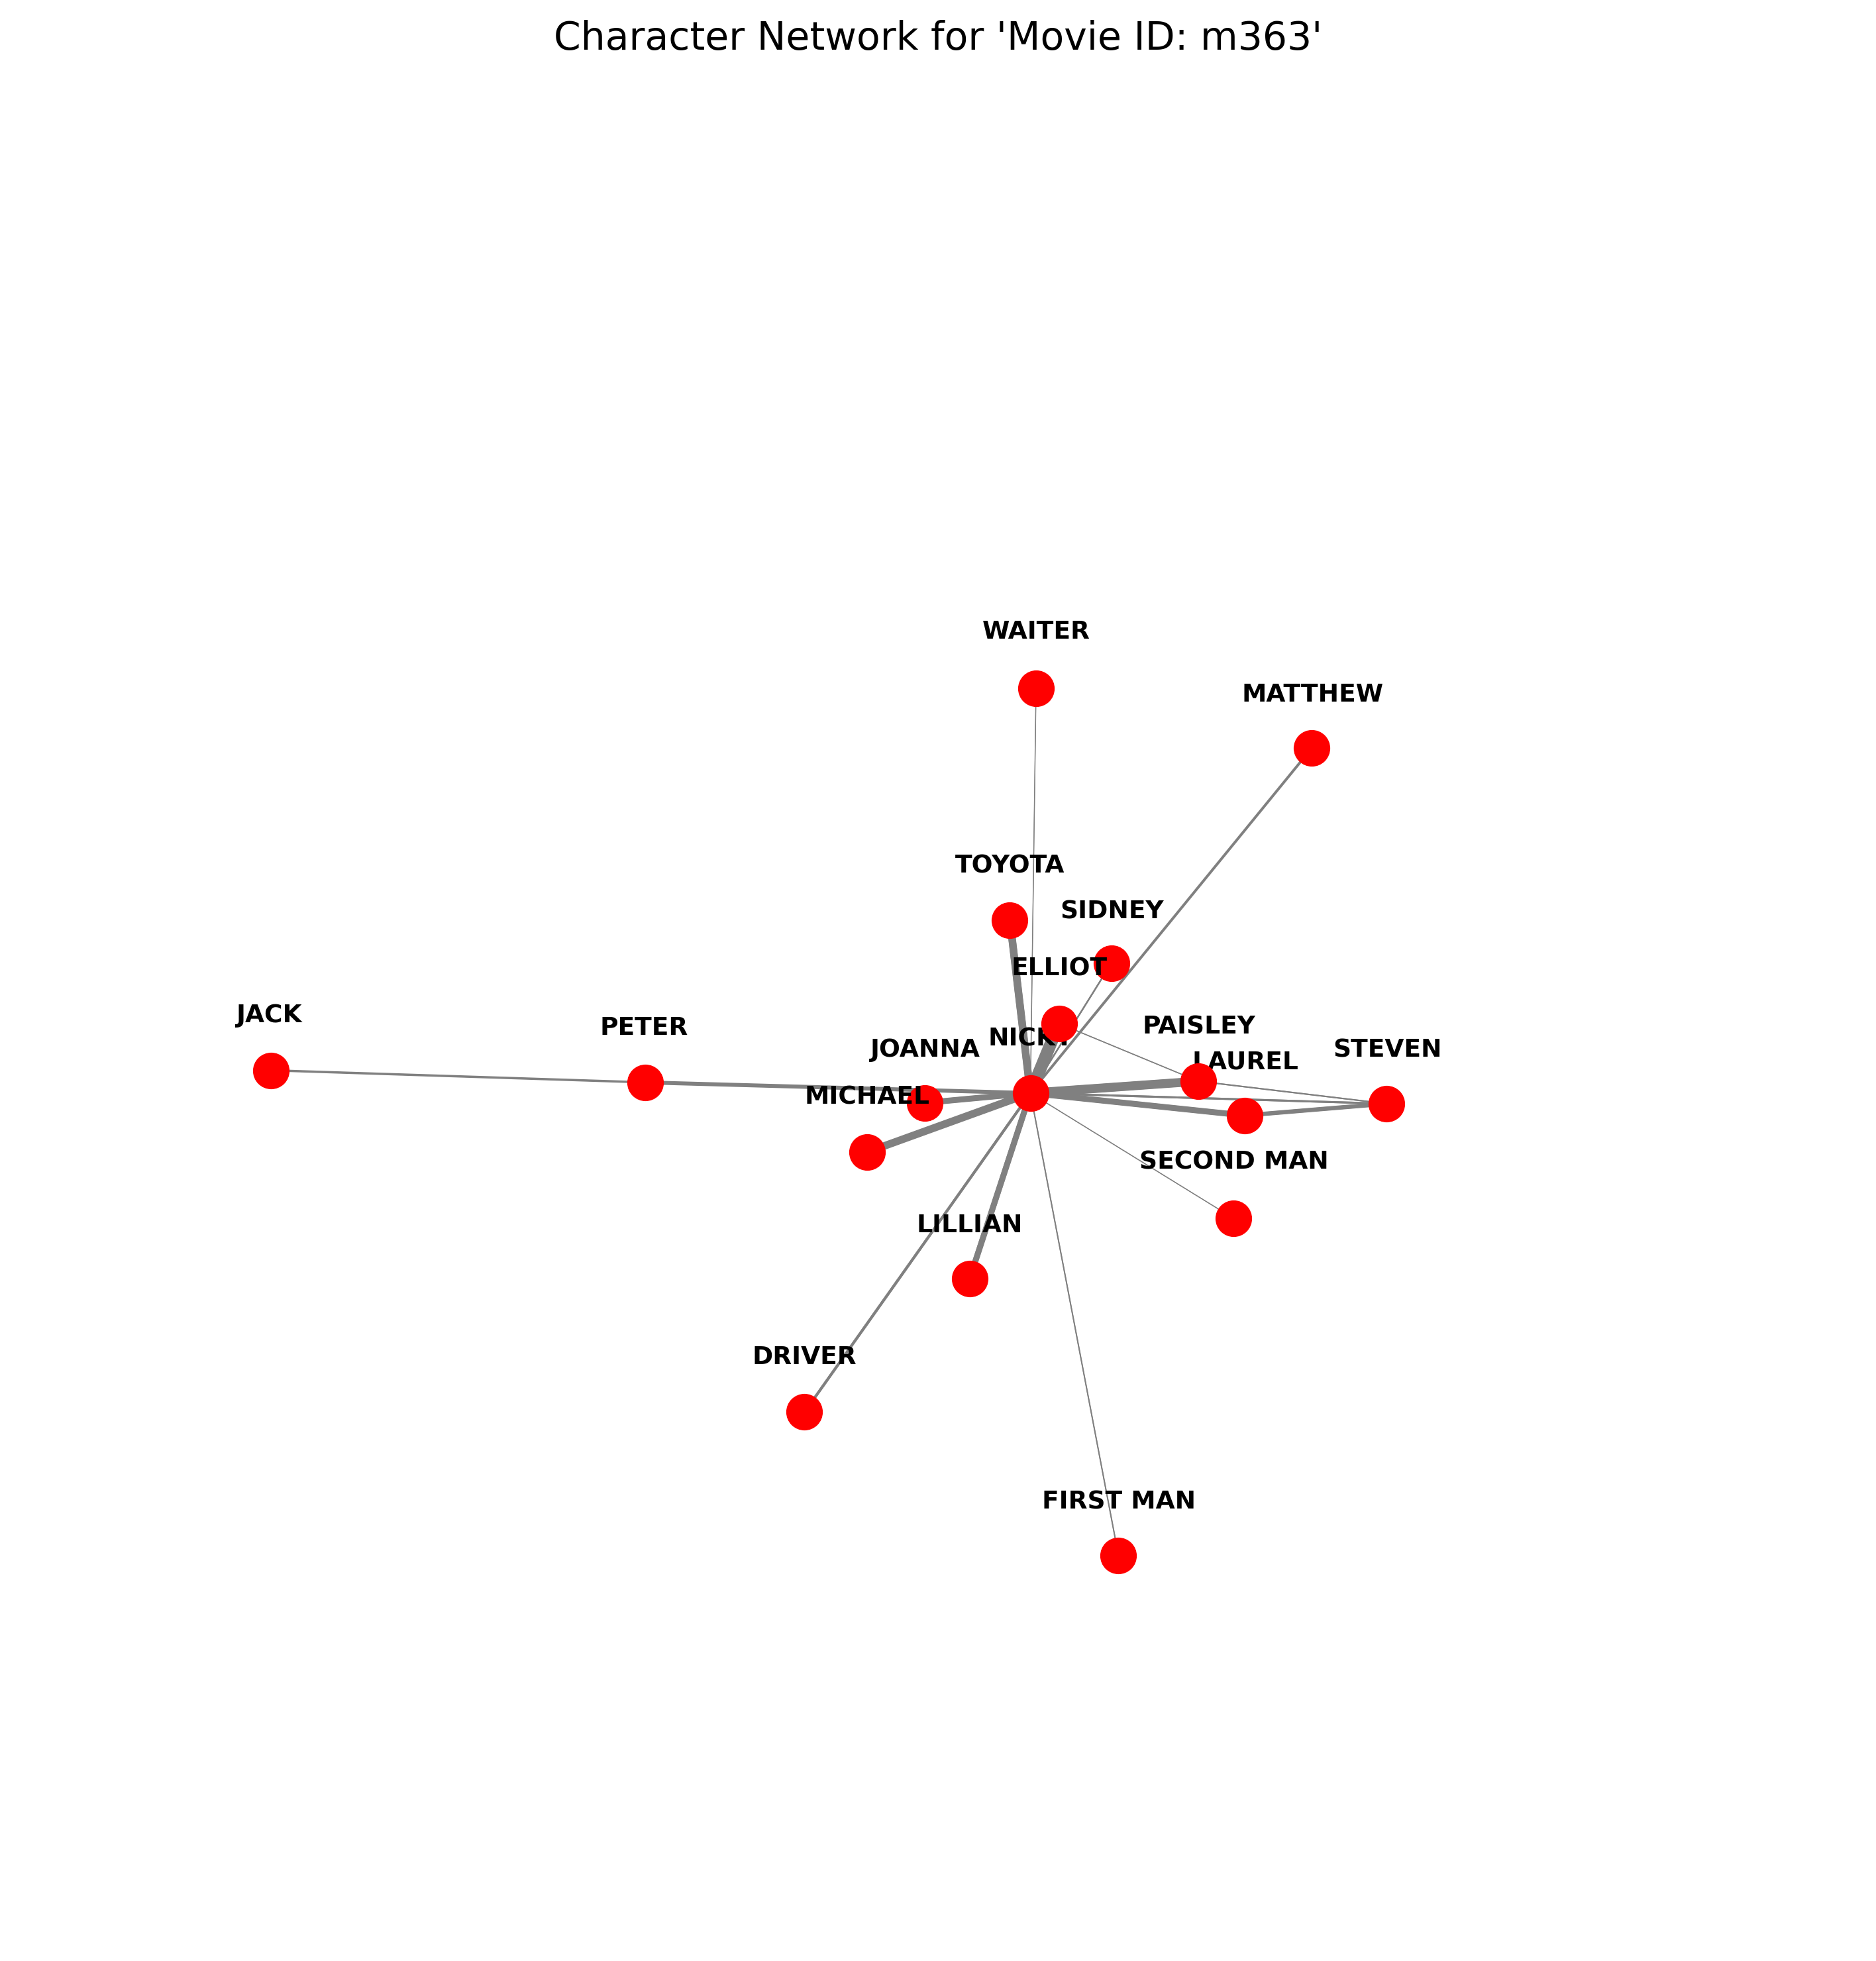 Character Network for 'Movie ID: m363'
WAITER
MATTHEW
TOYOTA
SIDNEY
ELLIOT
JACK
PETER
PAISLEY
NICKY
JOANNA
LAUREL
STEVEN
MICHAEL
SECOND MAN
LILLIAN
DRIVER
FIRST MAN